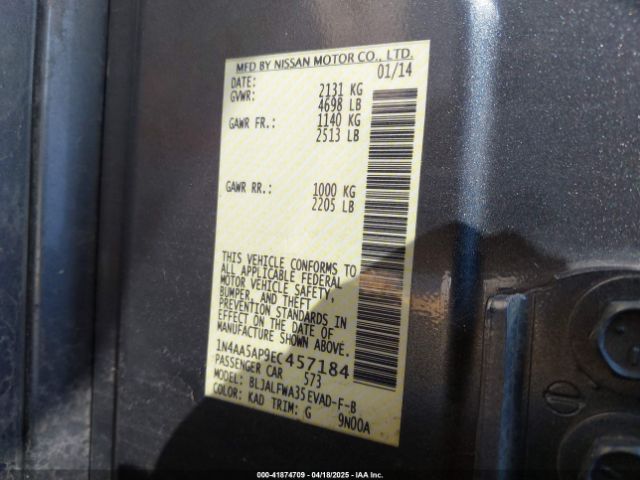 MFD BY NISSAN MOTOR CO., LTD.
DATE: 01/14
GVWR: 2131 KG
4698 LB
GAWR FR.: 1140 KG
2513 LB
GAWR RR.: 1000 KG
2205 LB
THIS VEHICLE CONFORMS TO
ALL APPLICABLE FEDERAL
MOTOR VEHICLE SAFETY,
BUMPER, AND THEFT
PREVENTION STANDARDS IN
EFFECT ON THE DATE OF
MANUFACTURE SHOWN ABOVE.
1N4AA5AP9EC457184
PASSENGER CAR 573
MODEL: BLJALFWA35EVAD-F-B
COLOR: KAD TRIM: G 9N00A
000-41874709 | 04/18/2025 - IAA Inc.